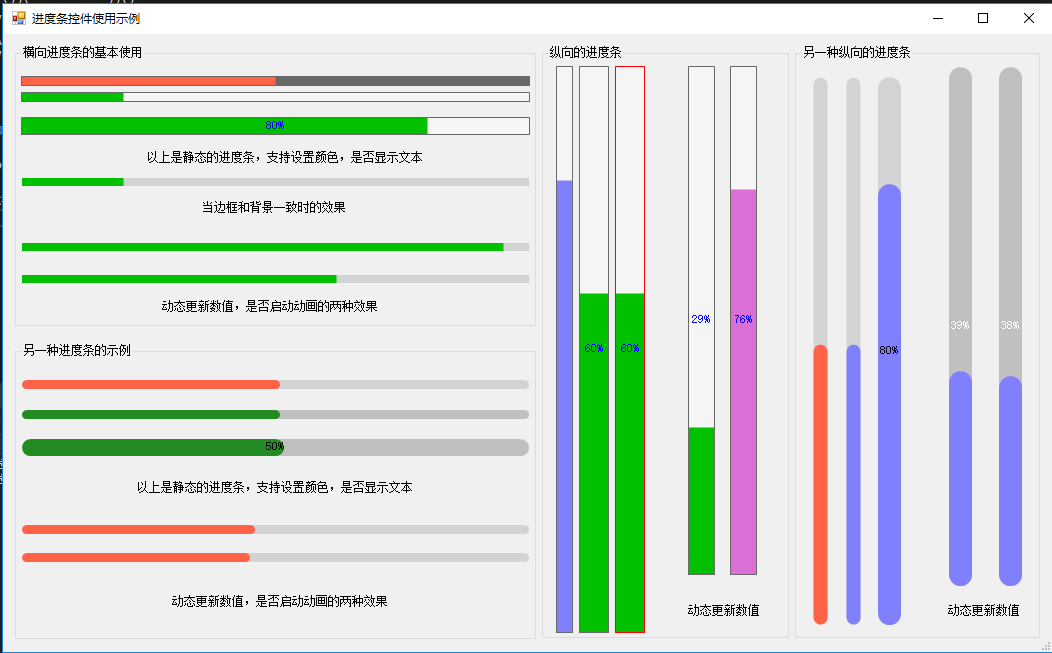 进度条控件使用示例
横向进度条的基本使用
80%
以上是静态的进度条，支持设置颜色，是否显示文本
当边框和背景一致时的效果
动态更新数值，是否启动动画的两种效果
另一种进度条的示例
50%
以上是静态的进度条，支持设置颜色，是否显示文本
动态更新数值，是否启动动画的两种效果
纵向的进度条
60%
60%
29%
76%
动态更新数值
另一种纵向的进度条
80%
39%
38%
动态更新数值